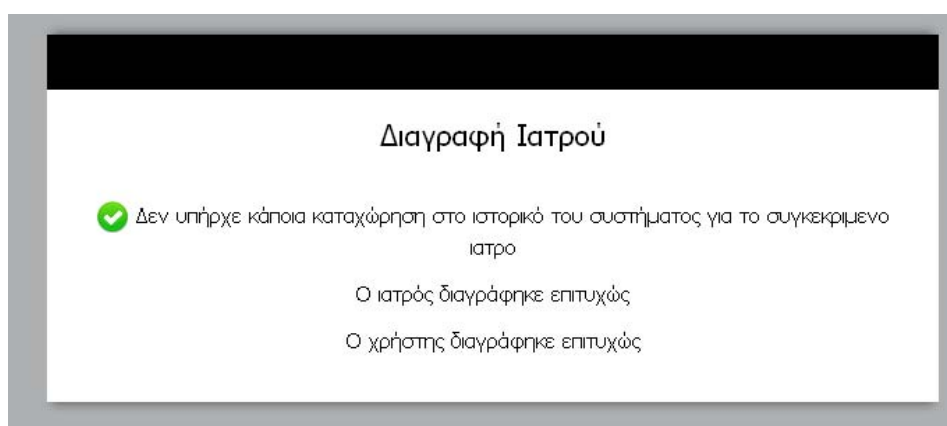 Διαγραφή Ιατρού
Δεν υπήρχε κάποια καταχώρηση στο ιστορικό του συστήματος για το συγκεκριμενο
ιατρο
Ο ιατρός διαγράφηκε επιτυχώς
Ο χρήστης διαγράφηκε επιτυχώς